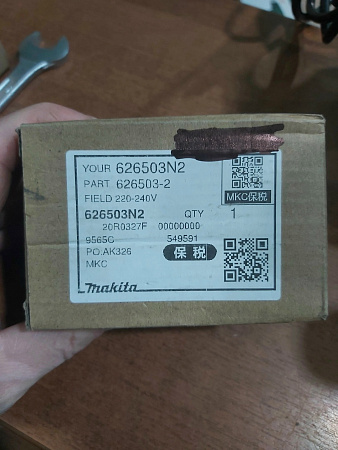 YOUR 626503N2
PART. 626503-2
FIELD 220-240V
MKC保税
626503N2 QTY 1
20R0327F 00000000
9565C 549591
PO:AK326 保税
MKC
makita